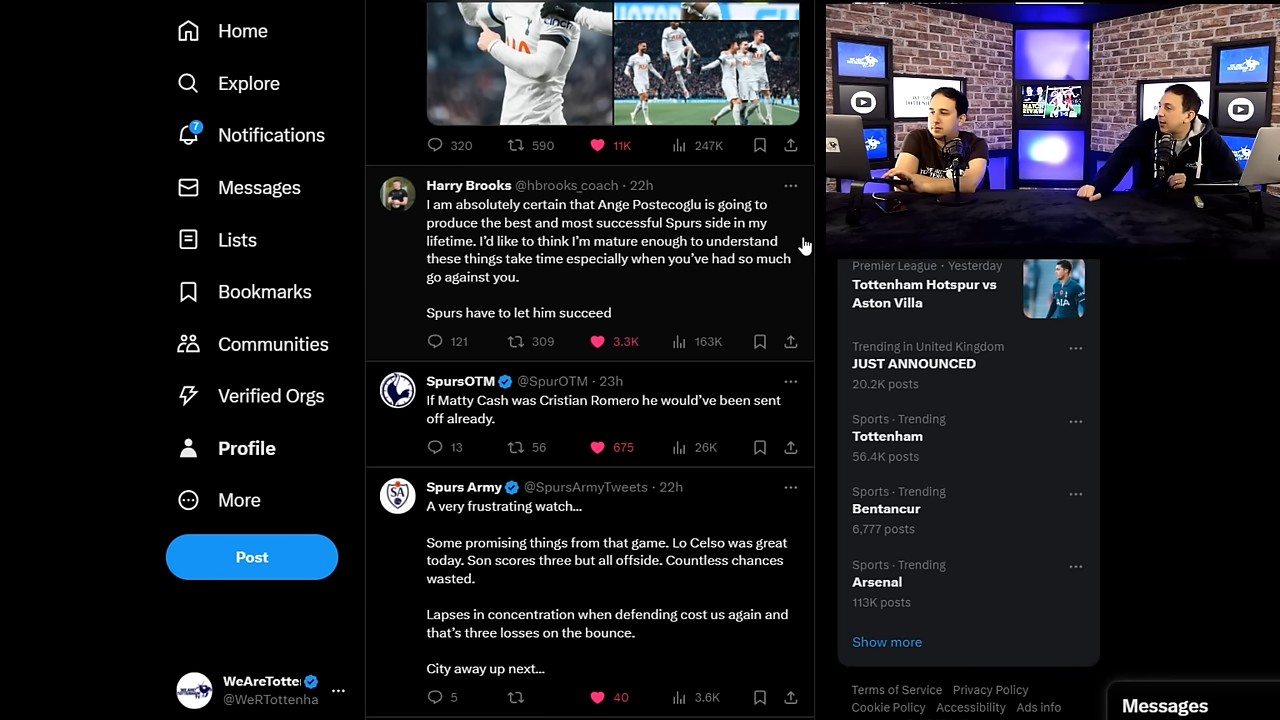 Home
Explore
7
Notifications
Messages
Lists
Bookmarks
Communities
Verified Orgs
Profile
More
Post
WeAreTotte
@WeRTottenha
320 590 11K 247K
Harry Brooks @hbrooks_coach · 22h
I am absolutely certain that Ange Postecoglu is going to
produce the best and most successful Spurs side in my
lifetime. I'd like to think I'm mature enough to understand
these things take time especially when you've had so much
go against you.
Spurs have to let him succeed
121 309 3.3K 163K
SpursOTM @SpurOTM · 23h
If Matty Cash was Cristian Romero he would've been sent
off already.
13 56 675 26K
Spurs Army @SpursArmyTweets · 22h
A very frustrating watch...
Some promising things from that game. Lo Celso was great
today. Son scores three but all offside. Countless chances
wasted.
Lapses in concentration when defending cost us again and
that's three losses on the bounce.
City away up next...
5 40 3.6K
Premier League · Yesterday
Tottenham Hotspur vs
Aston Villa
Trending in United Kingdom
JUST ANNOUNCED
20.2K posts
Sports · Trending
Tottenham
56.4K posts
Sports · Trending
Bentancur
6,777 posts
Sports · Trending
Arsenal
113K posts
Show more
Terms of Service Privacy Policy
Cookie Policy Accessibility Ads info
Messages